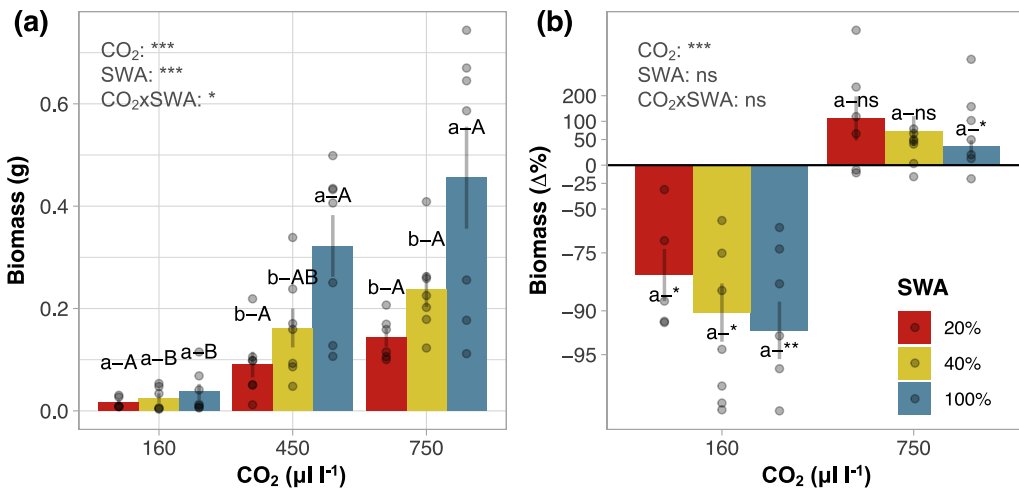 (a)
CO₂: ***
SWA: ***
CO₂xSWA: *
Biomass (g)
0.6
0.4
0.2
0.0
a–A
a–B
a–B
b–A
b–AB
a–A
b–A
b–A
a–A
160
450
750
CO₂ (µl l⁻¹)
(b)
CO₂: ***
SWA: ns
CO₂xSWA: ns
Biomass (Δ%)
200
100
50
0
−25
−50
−75
−90
−95
a–*
a–*
a–**
a–ns
a–ns
a–*
SWA
20%
40%
100%
160
750
CO₂ (µl l⁻¹)